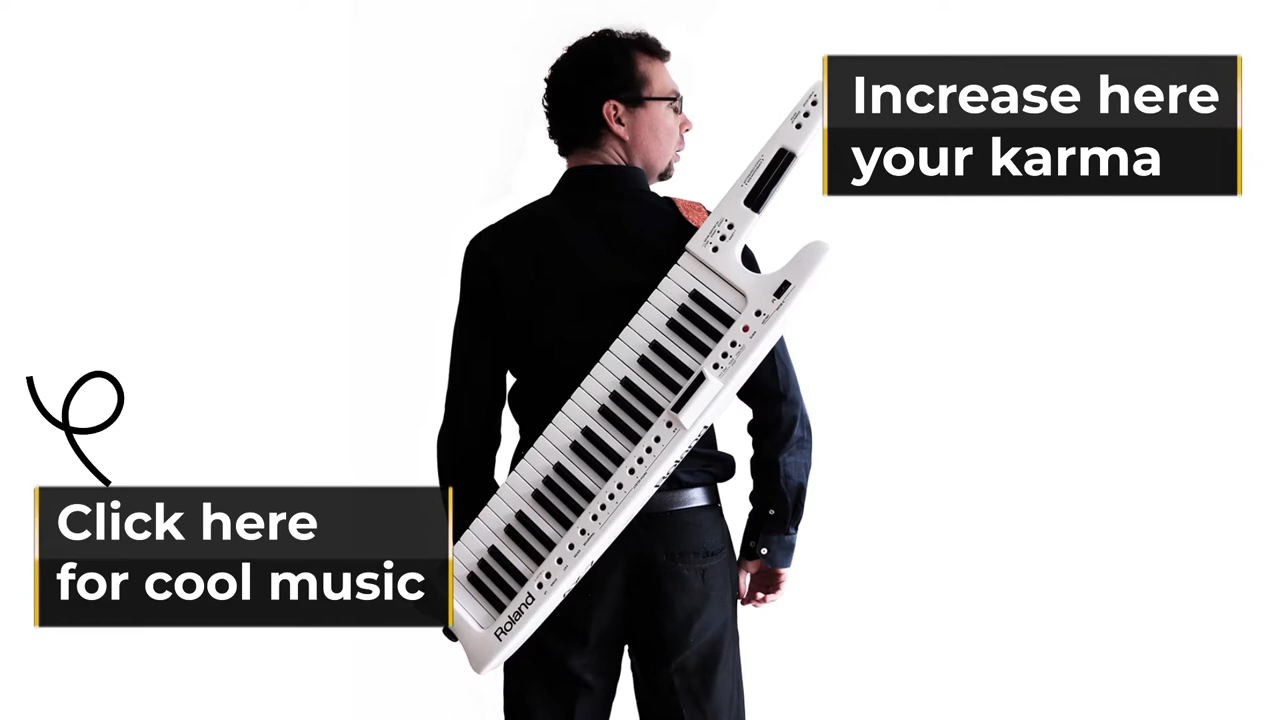 Increase here
your karma
Click here
for cool music
Roland